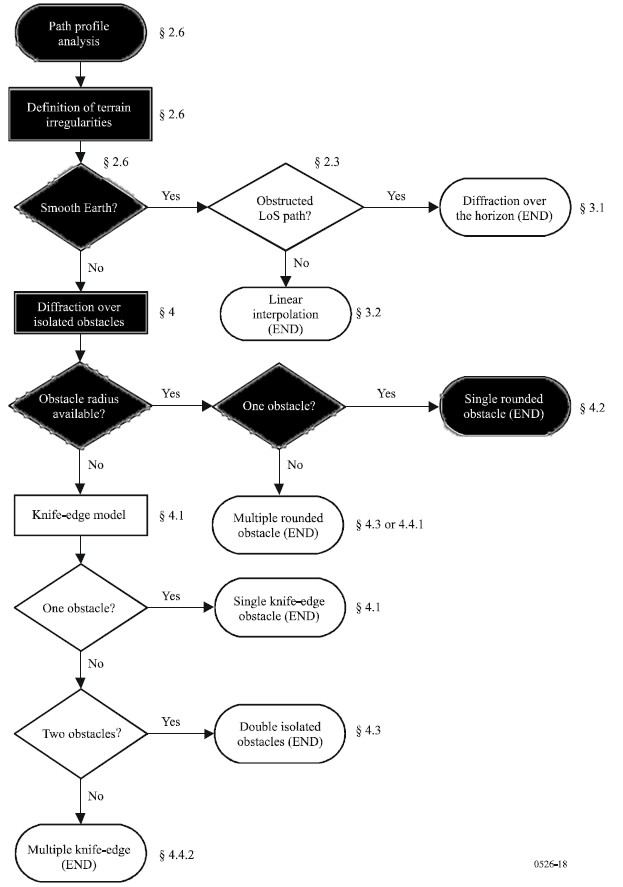 Path profile
analysis
§ 2.6
Definition of terrain
irregularities
§ 2.6
§ 2.6
Smooth Earth?
Yes
§ 2.3
Obstructed
LoS path?
Yes
Diffraction over
the horizon (END)
§ 3.1
No
No
Diffraction over
isolated obstacles
§ 4
Linear
interpolation
(END)
§ 3.2
Obstacle radius
available?
Yes
One obstacle?
Yes
Single rounded
obstacle (END)
§ 4.2
No
No
Knife-edge model
§ 4.1
Multiple rounded
obstacle (END)
§ 4.3 or 4.4.1
One obstacle?
Yes
Single knife-edge
obstacle (END)
§ 4.1
No
Two obstacles?
Yes
Double isolated
obstacles (END)
§ 4.3
No
Multiple knife-edge
(END)
§ 4.4.2
0526-18